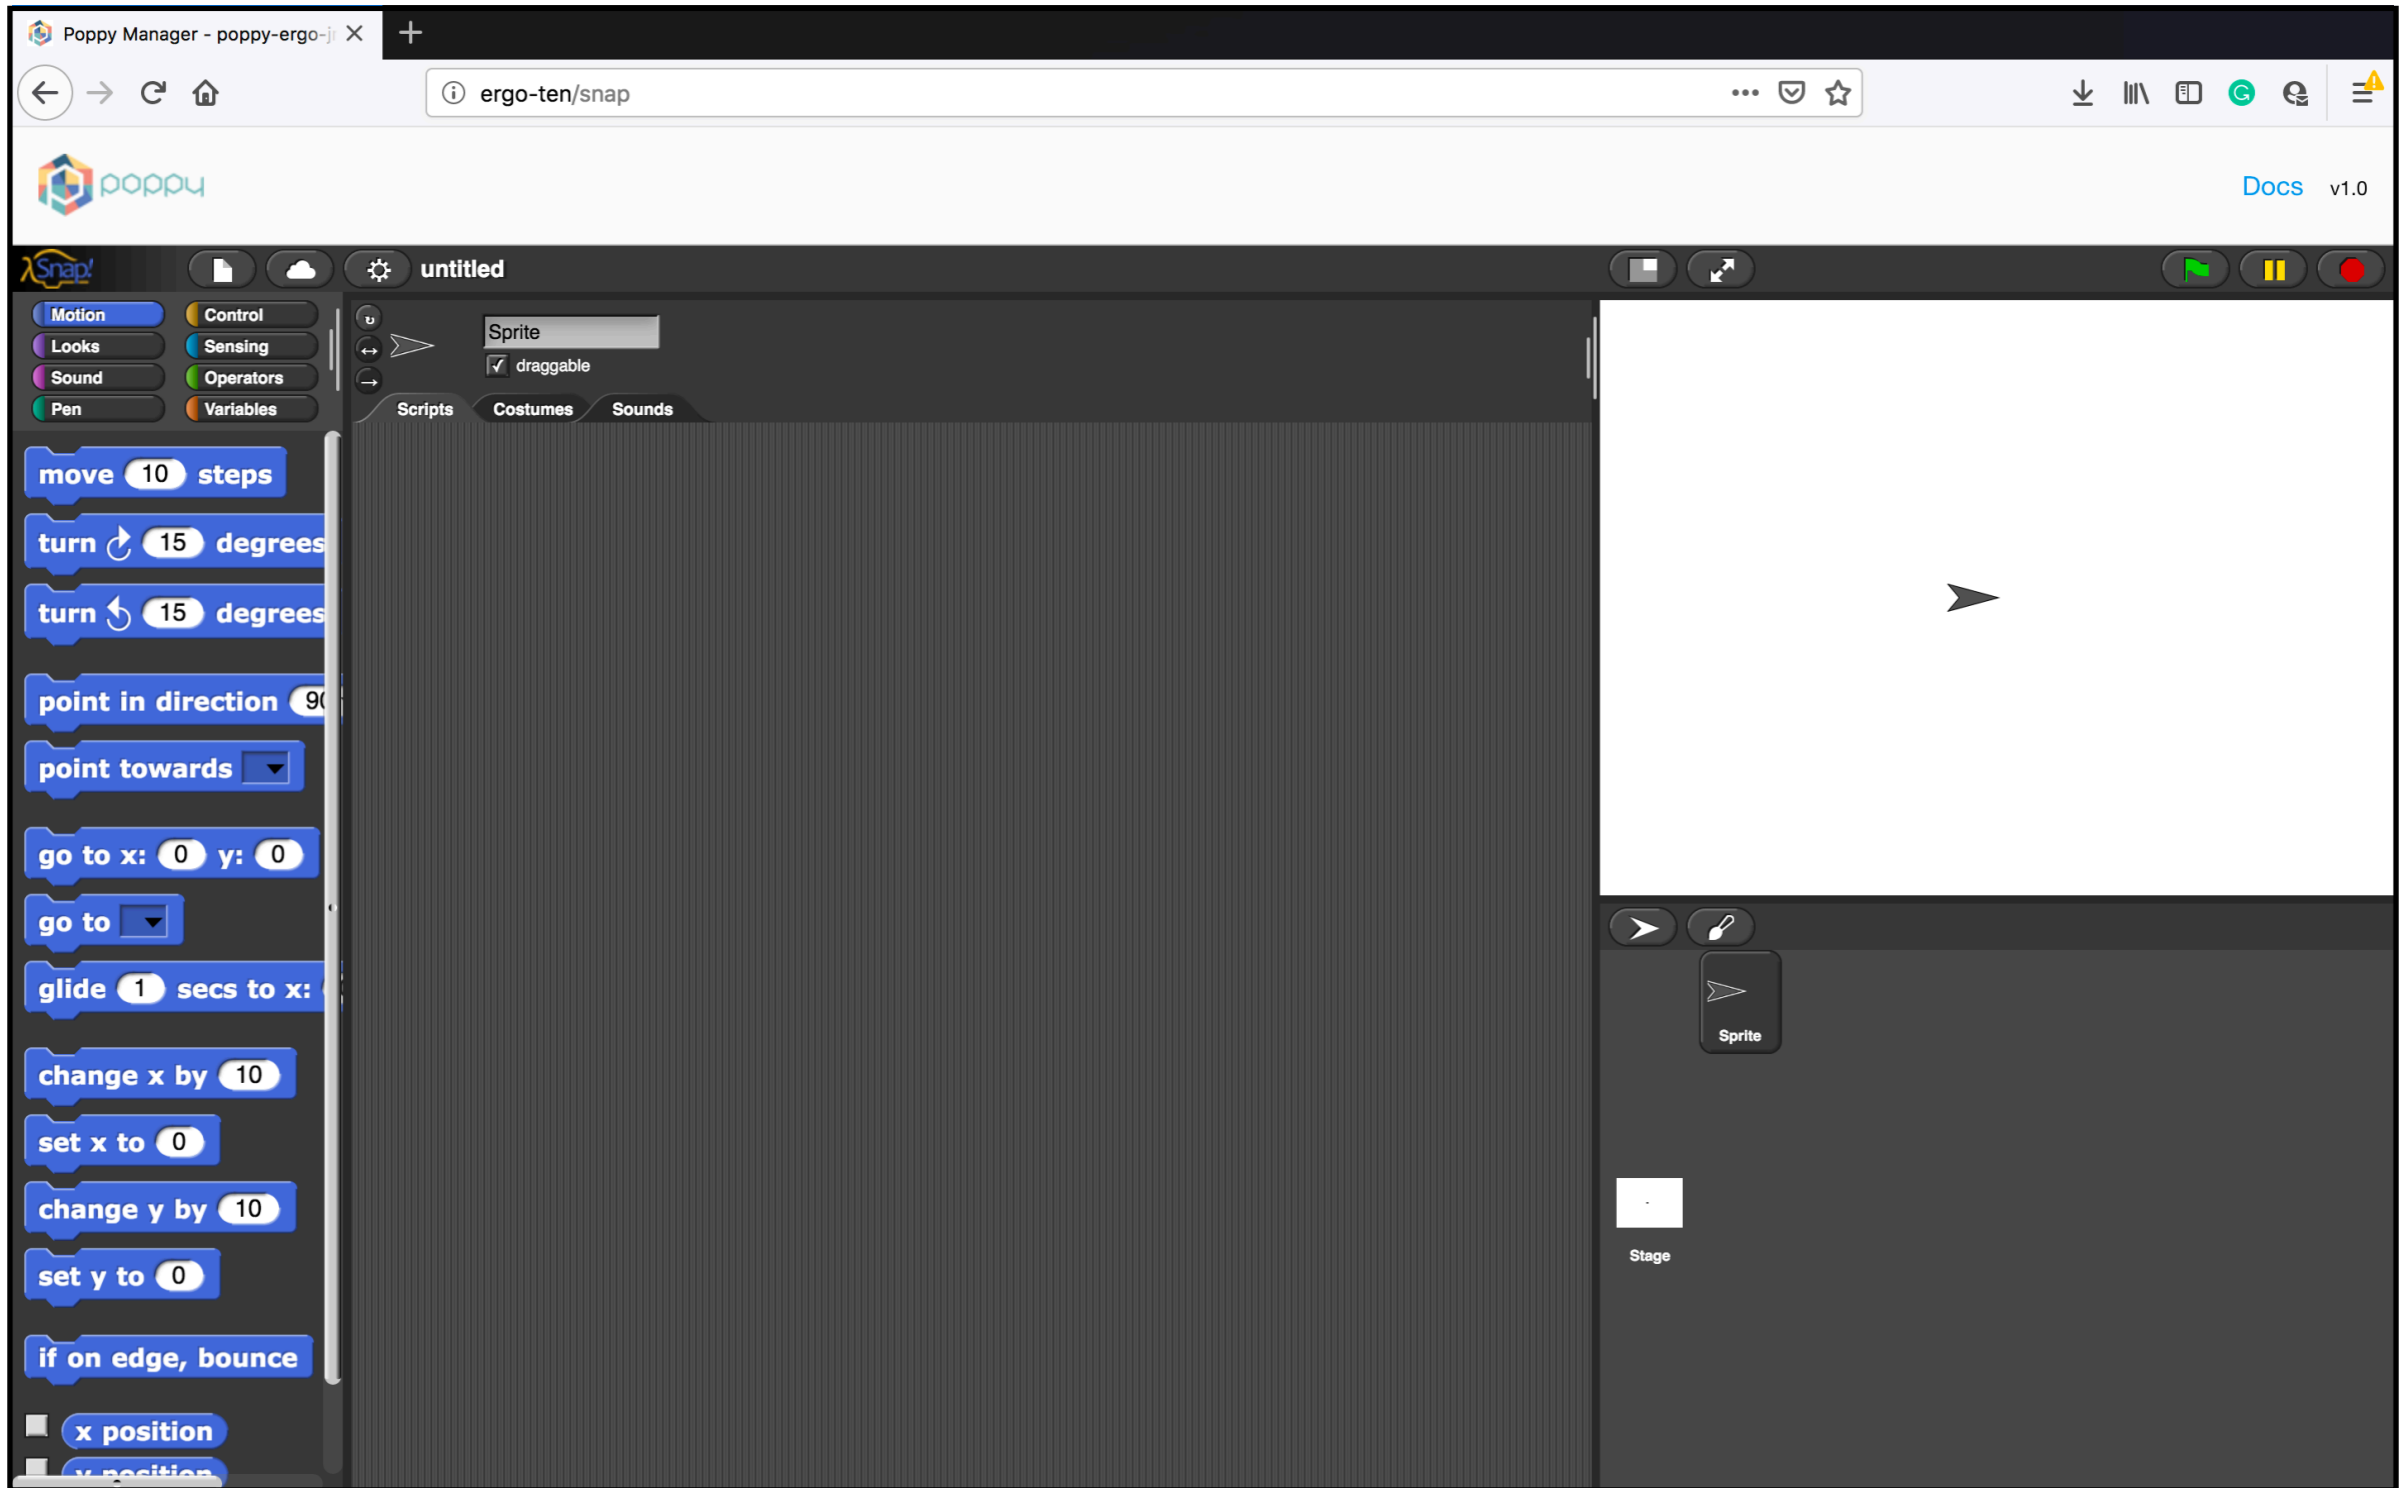 Poppy Manager - poppy-ergo-j
ergo-ten/snap
poppy
Docs v1.0
λSnap! untitled
Motion Control
Looks Sensing
Sound Operators
Pen Variables
Sprite
draggable
Scripts Costumes Sounds
move 10 steps
turn 15 degrees
turn 15 degrees
point in direction 90
point towards
go to x: 0 y: 0
go to
glide 1 secs to x:
change x by 10
set x to 0
change y by 10
set y to 0
if on edge, bounce
x position
y position
Sprite
Stage